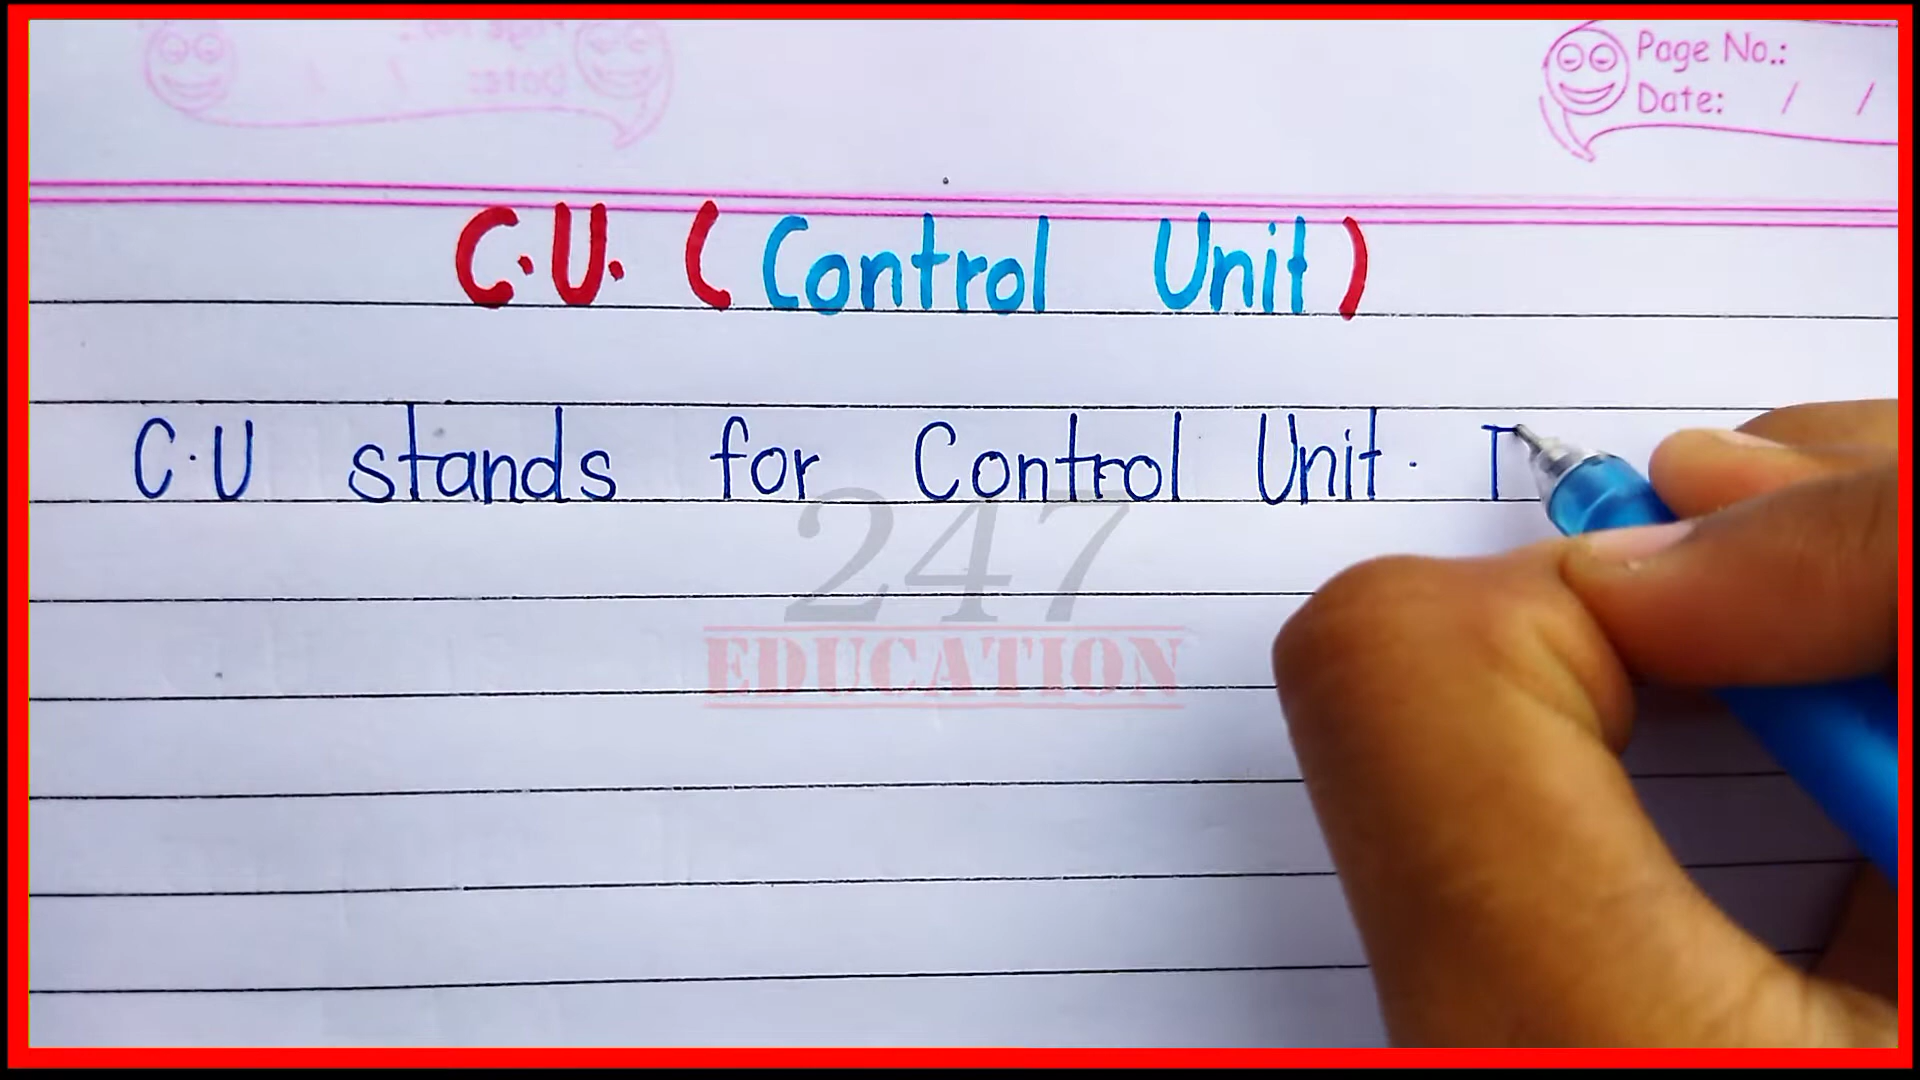 Page No.:
Date: / /
C.U. (Control Unit)
C.U stands for Control Unit.
247
EDUCATION